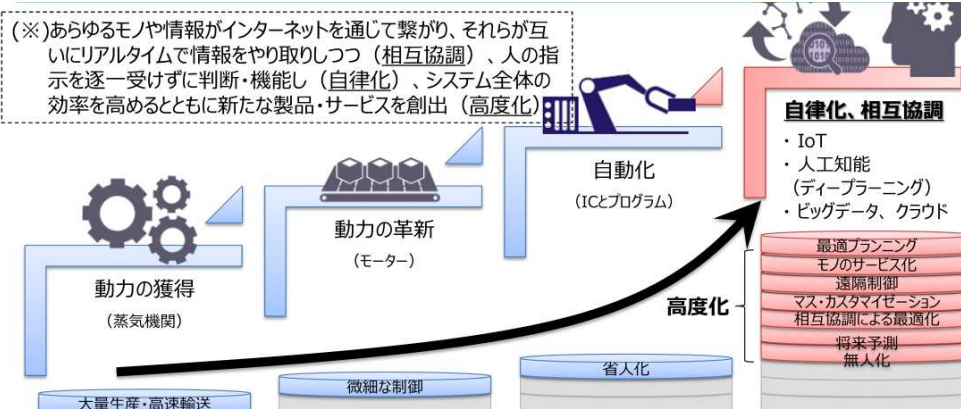 (※)あらゆるモノや情報がインターネットを通じて繋がり、それらが互
いにリアルタイムで情報をやり取りしつつ（相互協調）、人の指
示を逐一受けずに判断・機能し（自律化）、システム全体の
効率を高めるとともに新たな製品・サービスを創出（高度化）
動力の獲得
(蒸気機関)
動力の革新
(モーター)
自動化
(ICとプログラム)
自律化、相互協調
・IoT
・人工知能
(ディープラーニング)
・ビッグデータ、クラウド
高度化
最適プランニング
モノのサービス化
遠隔制御
マス・カスタマイゼーション
相互協調による最適化
将来予測
無人化
省人化
微細な制御
大量生産・高速輸送